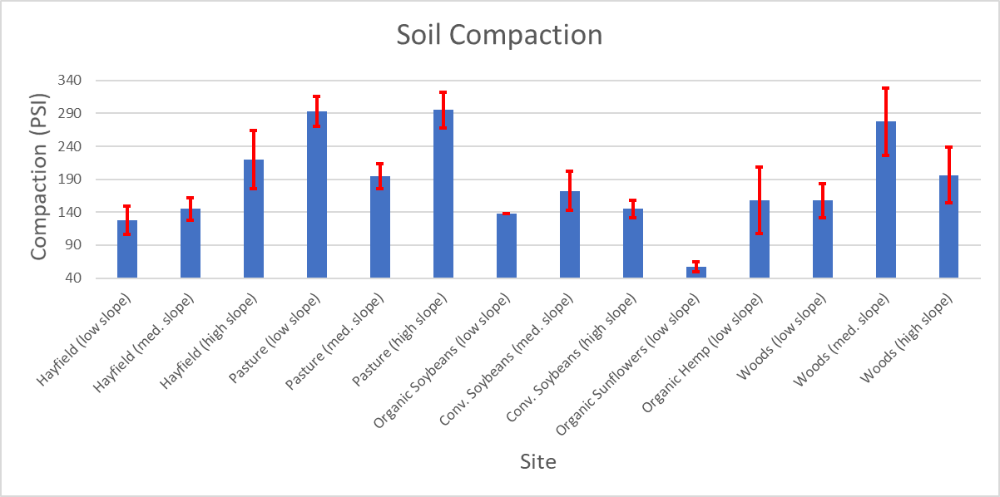 Soil Compaction
Compaction (PSI)
340
290
240
190
140
90
40
Hayfield (low slope)
Hayfield (med. slope)
Hayfield (high slope)
Pasture (low slope)
Pasture (med. slope)
Pasture (high slope)
Organic Soybeans (low slope)
Conv. Soybeans (med. slope)
Conv. Soybeans (high slope)
Organic Sunflowers (low slope)
Organic Hemp (low slope)
Woods (low slope)
Woods (med. slope)
Woods (high slope)
Site